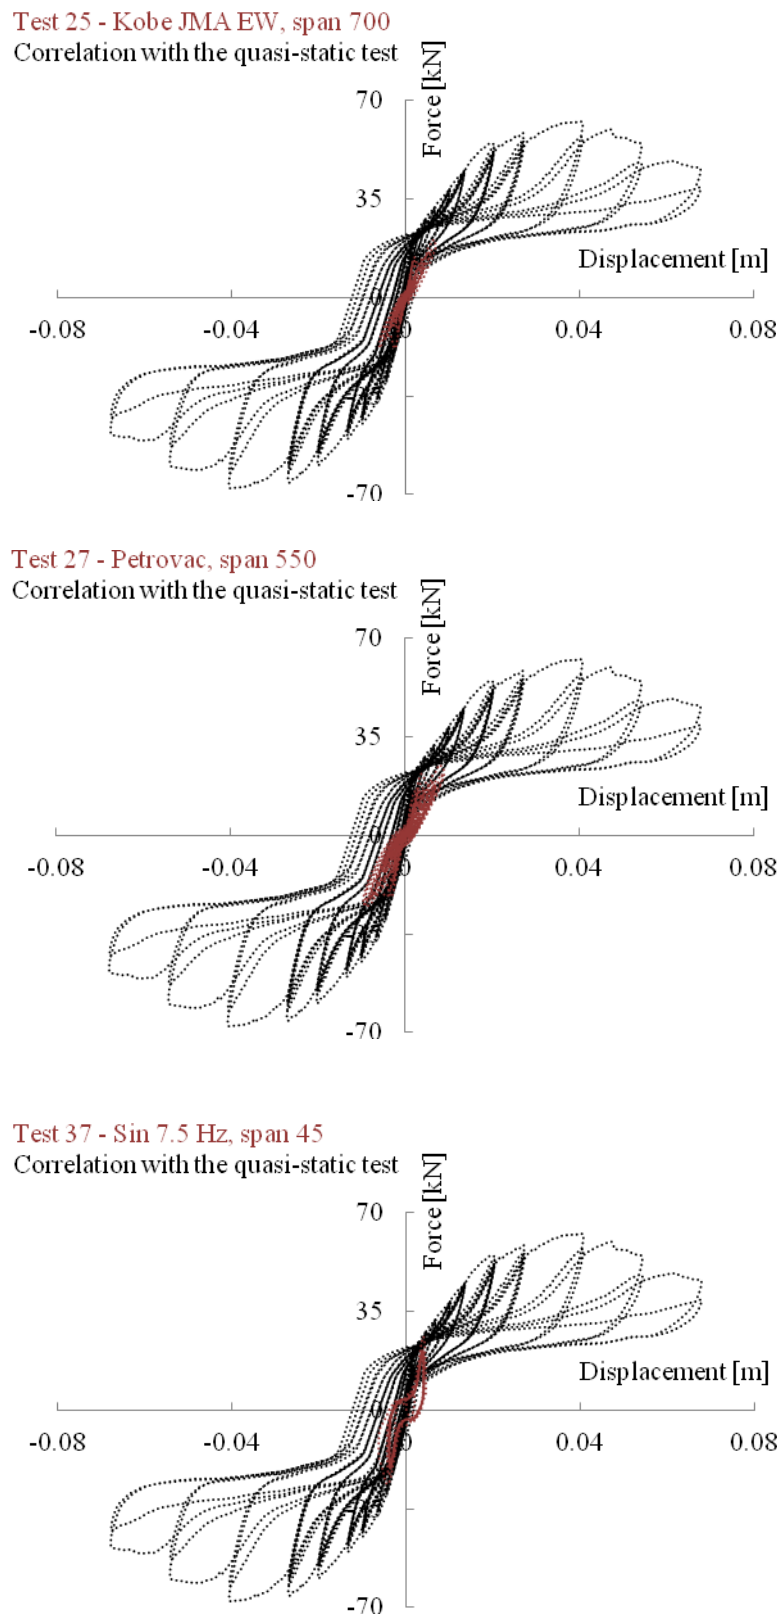 Test 25 - Kobe JMA EW, span 700
Correlation with the quasi-static test
Force [kN]
70
35
Displacement [m]
0
-0.08 -0.04 0 0.04 0.08
-70
Test 27 - Petrovac, span 550
Correlation with the quasi-static test
Force [kN]
70
35
Displacement [m]
0
-0.08 -0.04 0 0.04 0.08
-70
Test 37 - Sin 7.5 Hz, span 45
Correlation with the quasi-static test
Force [kN]
70
35
Displacement [m]
0
-0.08 -0.04 0 0.04 0.08
-70